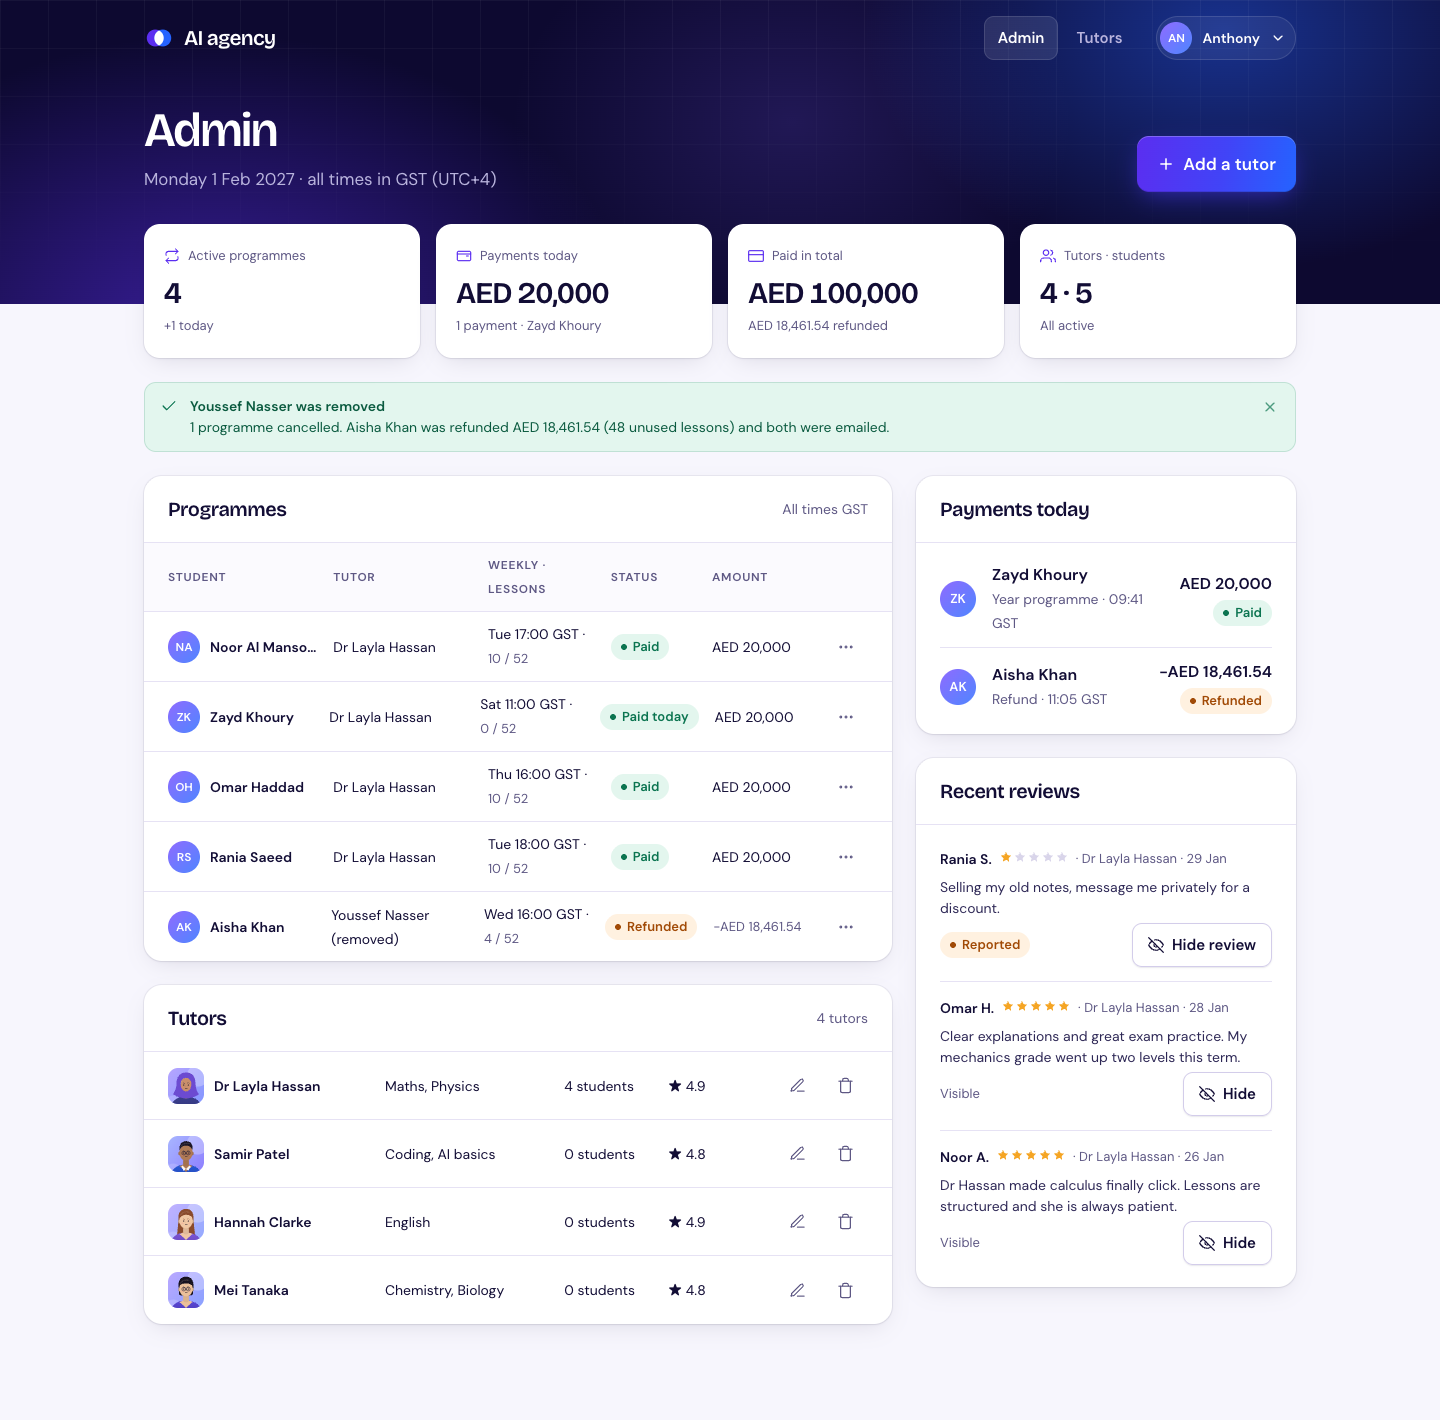 AI agency
Admin
Tutors
AN
Anthony
Admin
Monday 1 Feb 2027 · all times in GST (UTC+4)
Add a tutor
Active programmes
4
+1 today
Payments today
AED 20,000
1 payment · Zayd Khoury
Paid in total
AED 100,000
AED 18,461.54 refunded
Tutors · students
4 · 5
All active
Youssef Nasser was removed
1 programme cancelled. Aisha Khan was refunded AED 18,461.54 (48 unused lessons) and both were emailed.
Programmes
All times GST
STUDENT
TUTOR
WEEKLY ·
LESSONS
STATUS
AMOUNT
NA
Noor Al Manso...
Dr Layla Hassan
Tue 17:00 GST ·
10 / 52
Paid
AED 20,000
ZK
Zayd Khoury
Dr Layla Hassan
Sat 11:00 GST ·
0 / 52
Paid today
AED 20,000
OH
Omar Haddad
Dr Layla Hassan
Thu 16:00 GST ·
10 / 52
Paid
AED 20,000
RS
Rania Saeed
Dr Layla Hassan
Tue 18:00 GST ·
10 / 52
Paid
AED 20,000
AK
Aisha Khan
Youssef Nasser
(removed)
Wed 16:00 GST ·
4 / 52
Refunded
-AED 18,461.54
Tutors
4 tutors
Dr Layla Hassan
Maths, Physics
4 students
★ 4.9
Samir Patel
Coding, AI basics
0 students
★ 4.8
Hannah Clarke
English
0 students
★ 4.9
Mei Tanaka
Chemistry, Biology
0 students
★ 4.8
Payments today
ZK
Zayd Khoury
Year programme · 09:41
GST
AED 20,000
Paid
AK
Aisha Khan
Refund · 11:05 GST
-AED 18,461.54
Refunded
Recent reviews
Rania S. ★★★★★ · Dr Layla Hassan · 29 Jan
Selling my old notes, message me privately for a
discount.
Reported
Hide review
Omar H. ★★★★★ · Dr Layla Hassan · 28 Jan
Clear explanations and great exam practice. My
mechanics grade went up two levels this term.
Visible
Hide
Noor A. ★★★★★ · Dr Layla Hassan · 26 Jan
Dr Hassan made calculus finally click. Lessons are
structured and she is always patient.
Visible
Hide